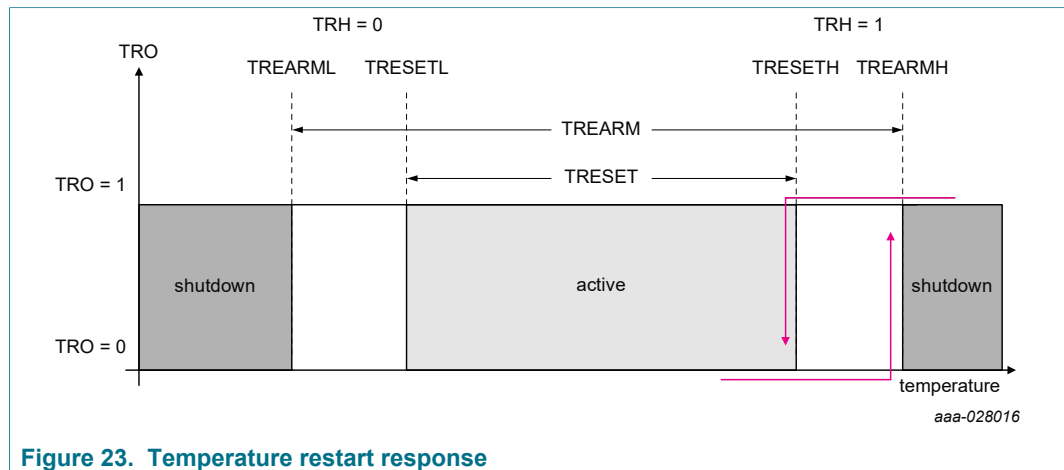 TRH = 0 TRH = 1
TRO
TREARML TRESETL TRESETH TREARMH
TREARM
TRESET
TRO = 1
shutdown active shutdown
TRO = 0
temperature
aaa-028016
Figure 23. Temperature restart response